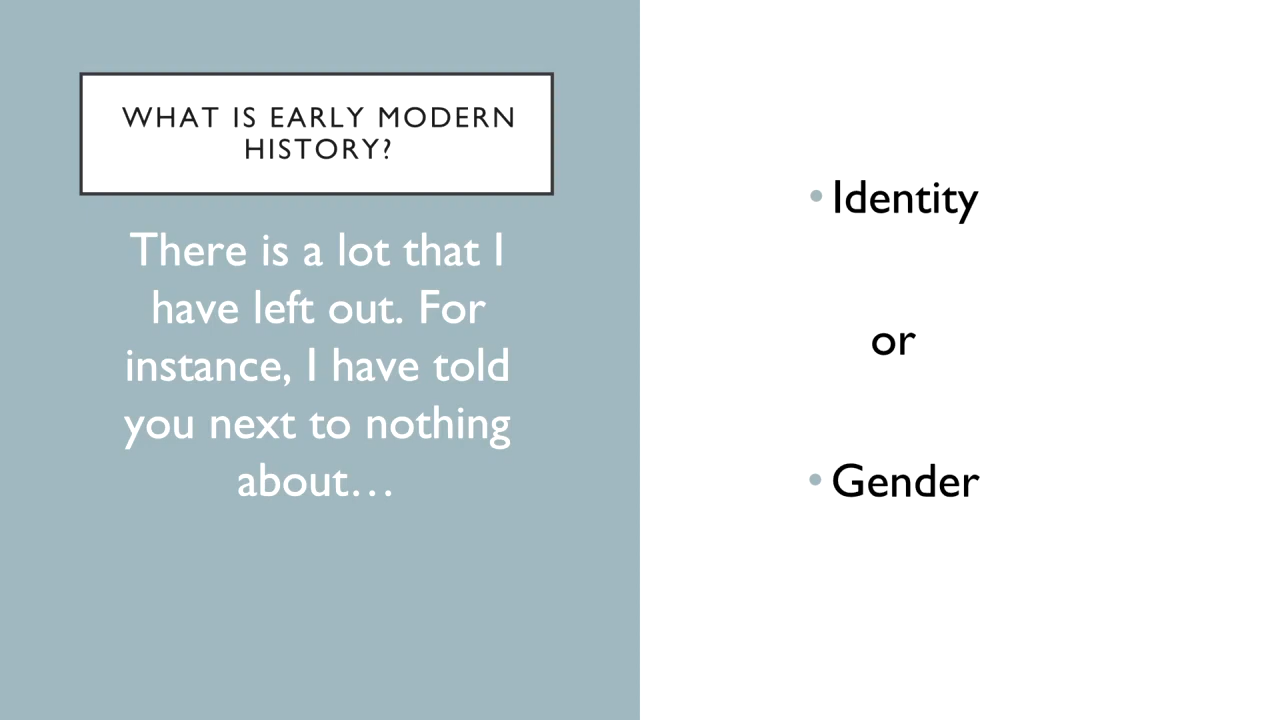 WHAT IS EARLY MODERN
HISTORY?
There is a lot that I
have left out. For
instance, I have told
you next to nothing
about…
• Identity
or
• Gender